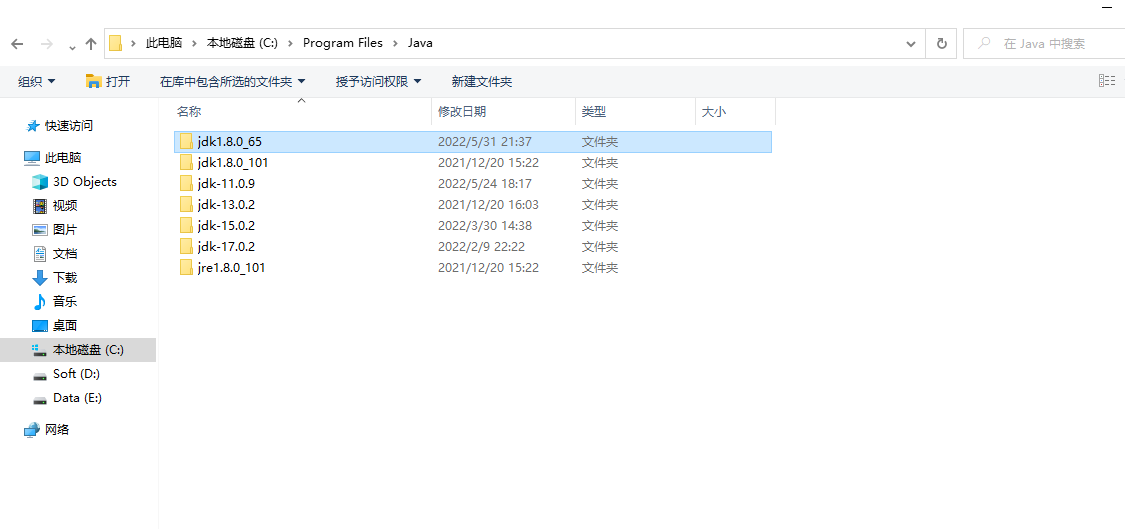 此电脑 > 本地磁盘 (C:) > Program Files > Java
在 Java 中搜索
组织 打开 在库中包含所选的文件夹 授予访问权限 新建文件夹
名称 修改日期 类型 大小
快速访问
此电脑
3D Objects
视频
图片
文档
下载
音乐
桌面
本地磁盘 (C:)
Soft (D:)
Data (E:)
网络
jdk1.8.0_65 2022/5/31 21:37 文件夹
jdk1.8.0_101 2021/12/20 15:22 文件夹
jdk-11.0.9 2022/5/24 18:17 文件夹
jdk-13.0.2 2021/12/20 16:03 文件夹
jdk-15.0.2 2022/3/30 14:38 文件夹
jdk-17.0.2 2022/2/9 22:22 文件夹
jre1.8.0_101 2021/12/20 15:22 文件夹